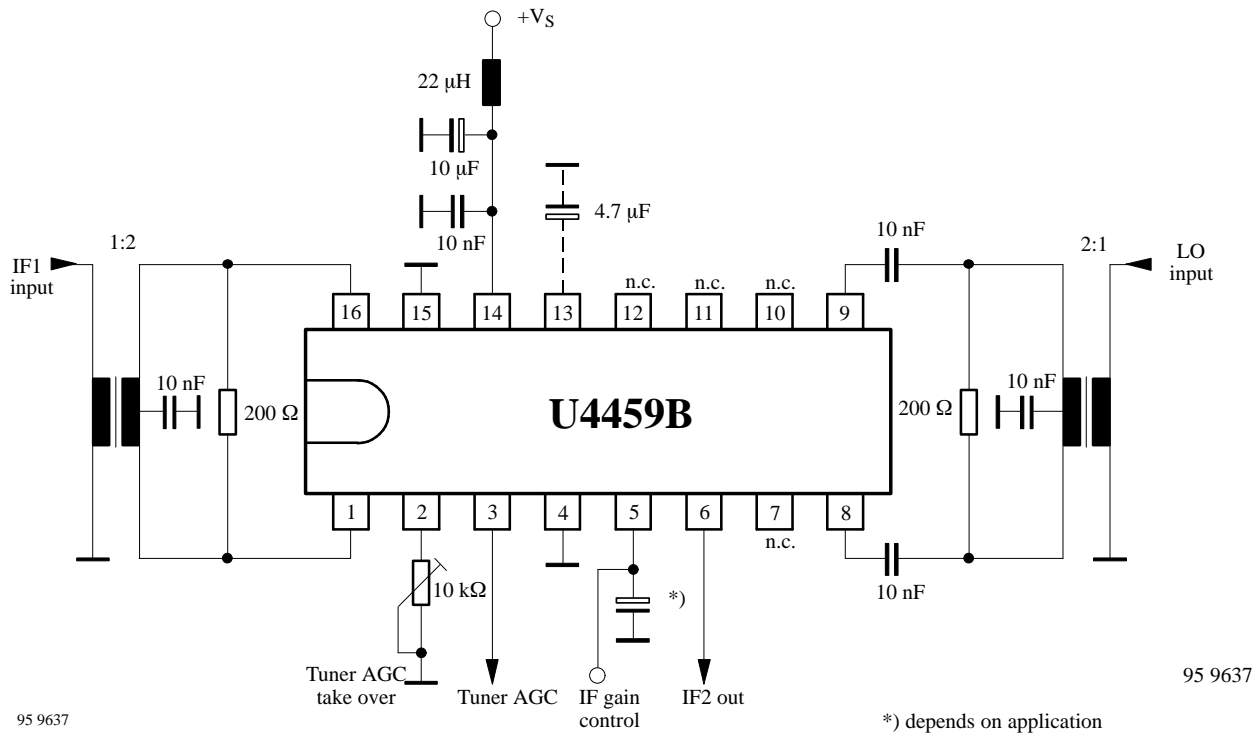 +VS
22 µH
10 µF
10 nF
4.7 µF
1:2
IF1
input
10 nF
2:1
LO
input
n.c.
n.c.
n.c.
16
15
14
13
12
11
10
9
10 nF
200 Ω
U4459B
200 Ω
10 nF
1
2
3
4
5
6
7
8
n.c.
10 kΩ
*)
10 nF
Tuner AGC
take over
Tuner AGC
IF gain
control
IF2 out
95 9637
95 9637
*) depends on application